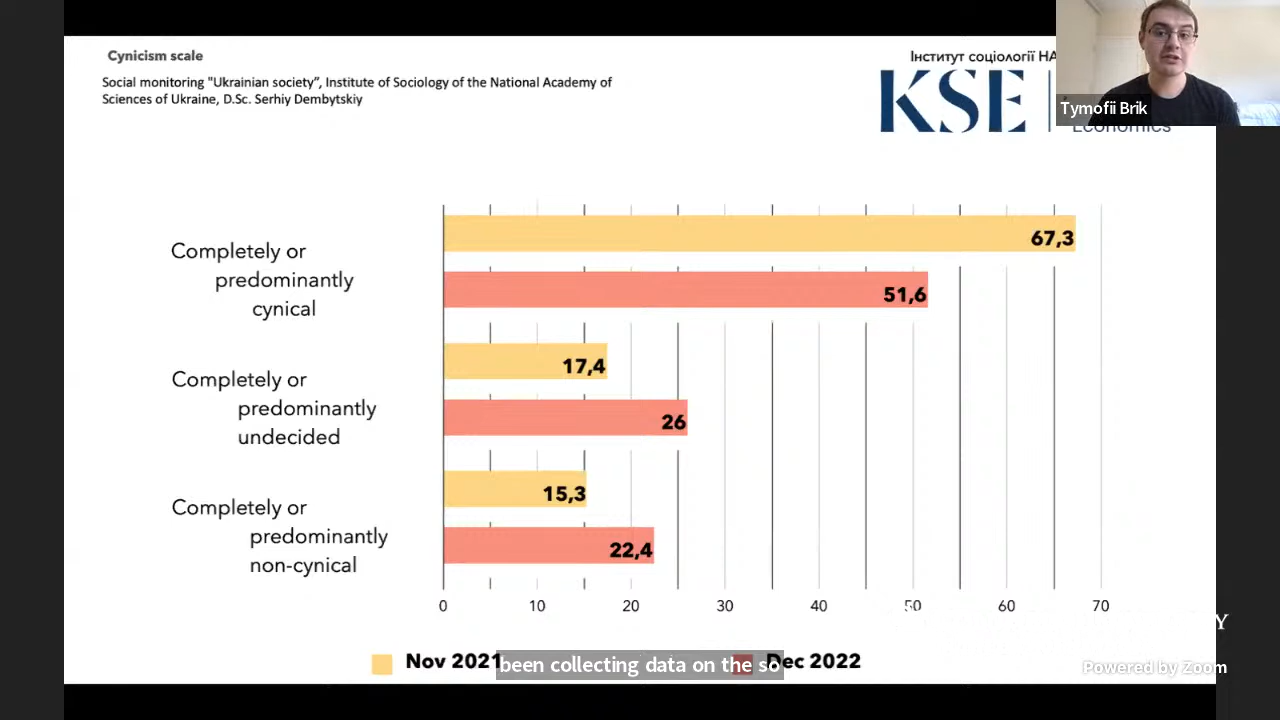 Cynicism scale
Social monitoring "Ukrainian society", Institute of Sociology of the National Academy of
Sciences of Ukraine, D.Sc. Serhiy Dembytskiy
Інститут соціології НА
KSE
Economics
Tymofii Brik
Completely or
predominantly
cynical
67,3
51,6
Completely or
predominantly
undecided
17,4
26
Completely or
predominantly
non-cynical
15,3
22,4
0 10 20 30 40 50 60 70
Nov 2021 Dec 2022
been collecting data on the so
Y
Powered by Zoom